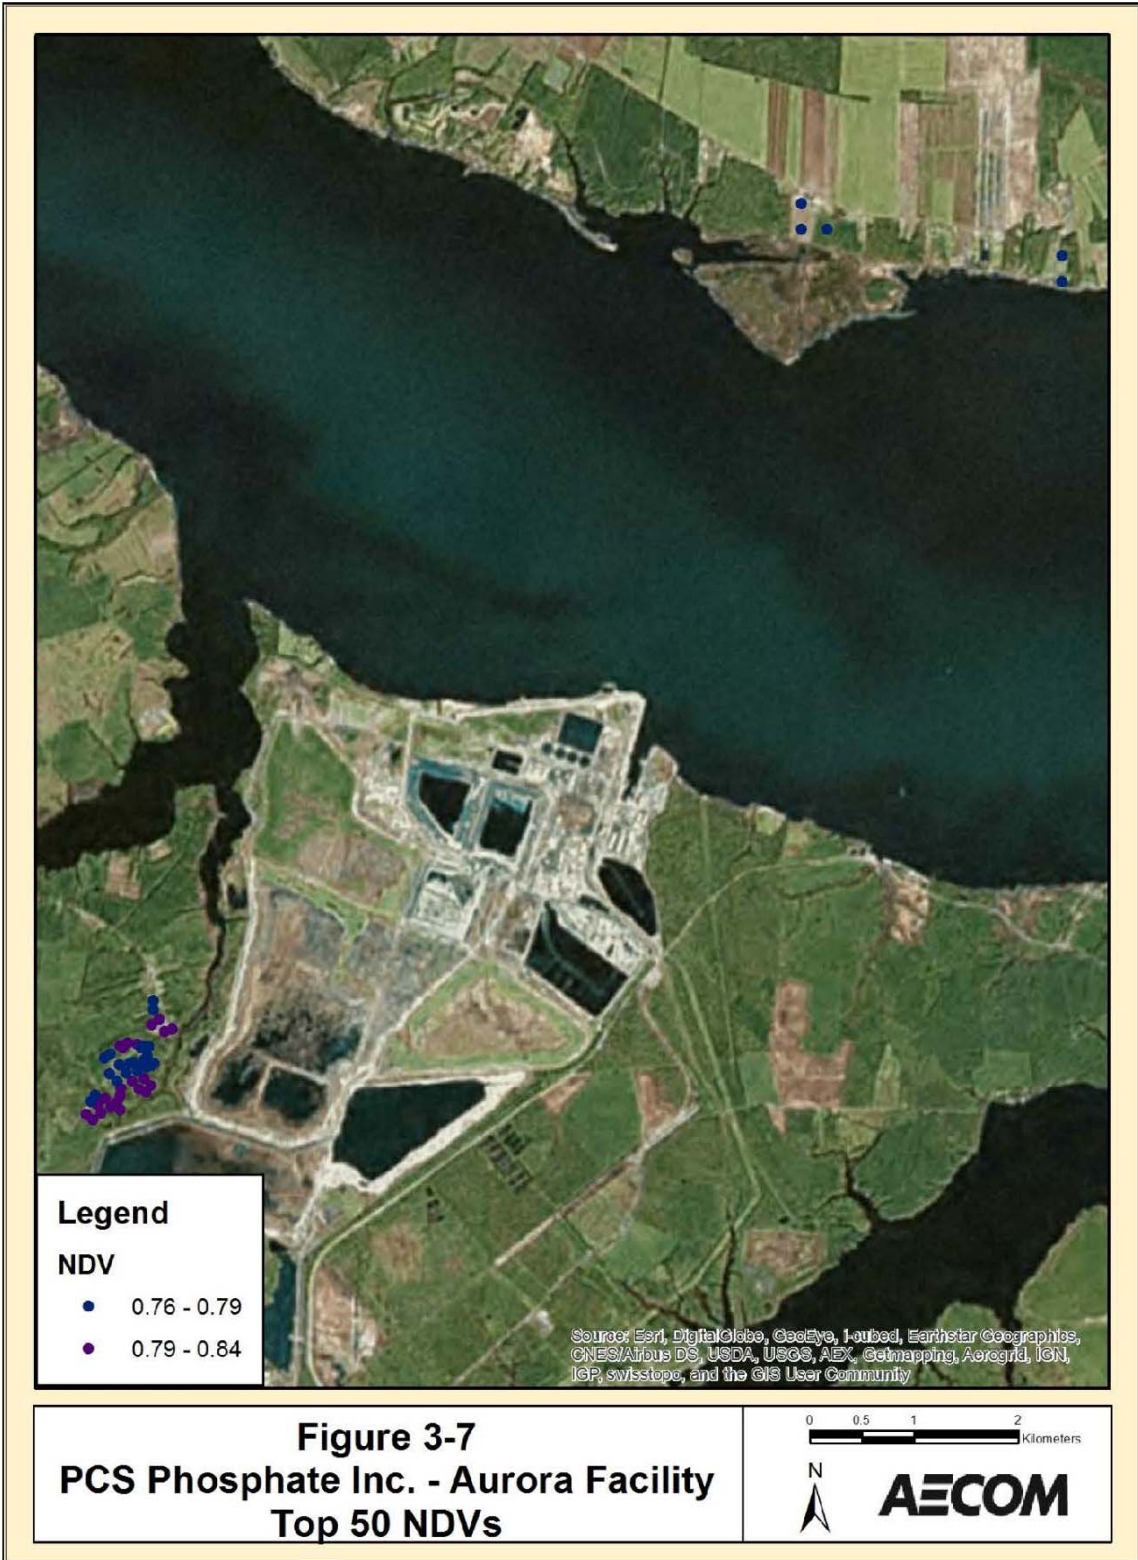 Legend
NDV
0.76 - 0.79
0.79 - 0.84
Source: Esri, DigitalGlobe, GeoEye, i-cubed, Earthstar Geographics,
CNES/Airbus DS, USDA, USGS, AEX, Getmapping, Aerogrid, IGN,
IGP, swisstopo, and the GIS User Community
Figure 3-7
PCS Phosphate Inc. - Aurora Facility
Top 50 NDVs
0 0.5 1 2
Kilometers
N
AECOM